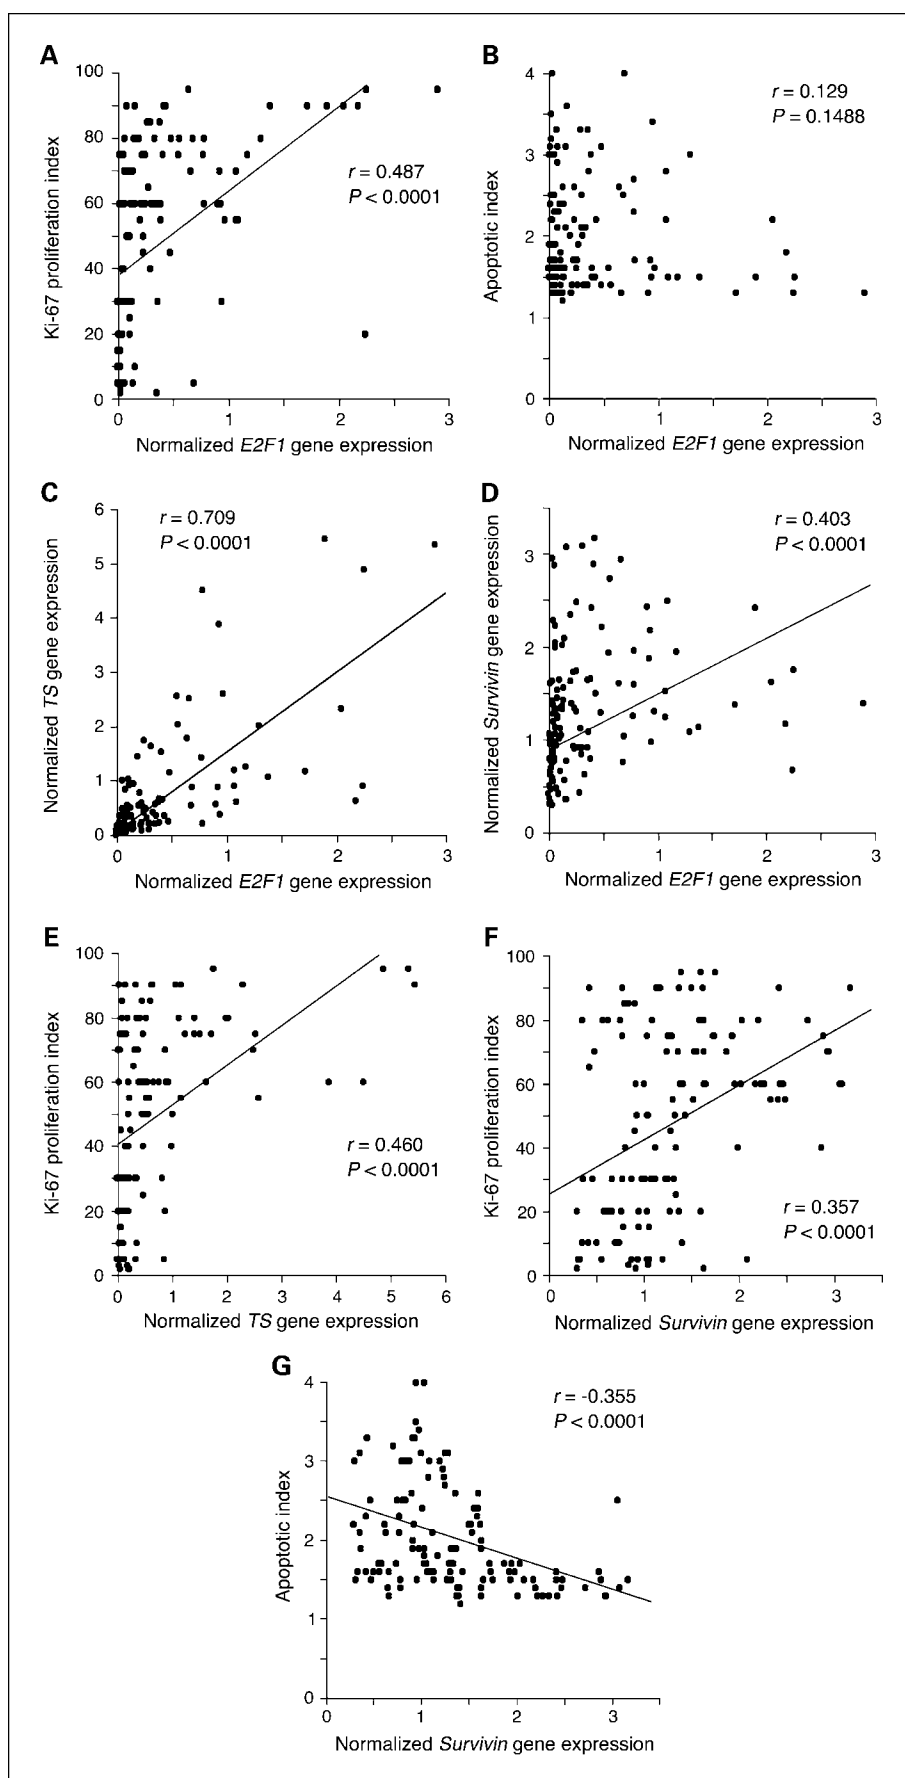 A
100
80
60
40
20
0
Ki-67 proliferation index
r = 0.487
P < 0.0001
0 1 2 3
Normalized E2F1 gene expression
B
4
3
2
1
0
Apoptotic index
r = 0.129
P = 0.1488
0 1 2 3
Normalized E2F1 gene expression
C
6
5
4
3
2
1
0
Normalized TS gene expression
r = 0.709
P < 0.0001
0 1 2 3
Normalized E2F1 gene expression
D
3
2
1
0
Normalized Survivin gene expression
r = 0.403
P < 0.0001
0 1 2 3
Normalized E2F1 gene expression
E
100
80
60
40
20
0
Ki-67 proliferation index
r = 0.460
P < 0.0001
0 1 2 3 4 5 6
Normalized TS gene expression
F
100
80
60
40
20
0
Ki-67 proliferation index
r = 0.357
P < 0.0001
0 1 2 3
Normalized Survivin gene expression
G
4
3
2
1
0
Apoptotic index
r = -0.355
P < 0.0001
0 1 2 3
Normalized Survivin gene expression